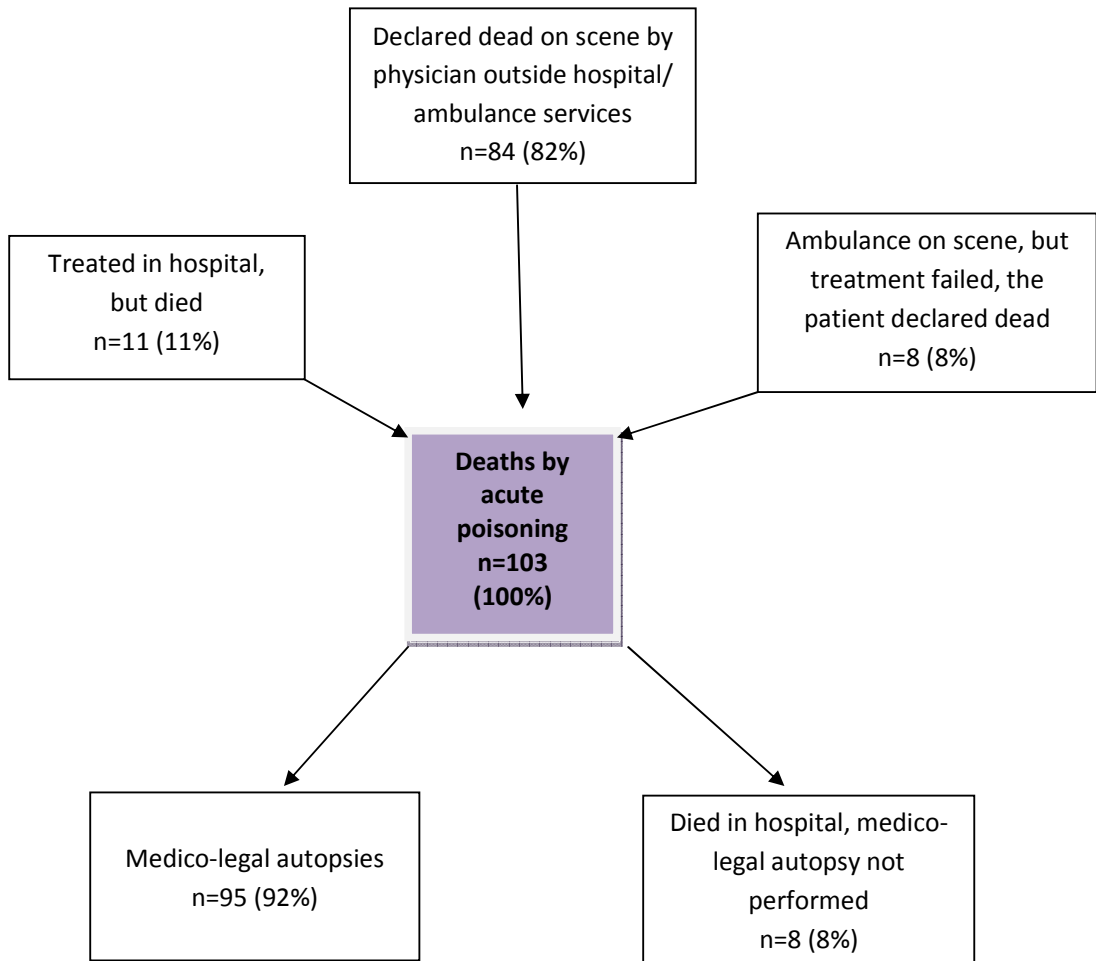 Declared dead on scene by
physician outside hospital/
ambulance services
n=84 (82%)
Treated in hospital,
but died
n=11 (11%)
Ambulance on scene, but
treatment failed, the
patient declared dead
n=8 (8%)
Deaths by
acute
poisoning
n=103
(100%)
Medico-legal autopsies
n=95 (92%)
Died in hospital, medico-
legal autopsy not
performed
n=8 (8%)